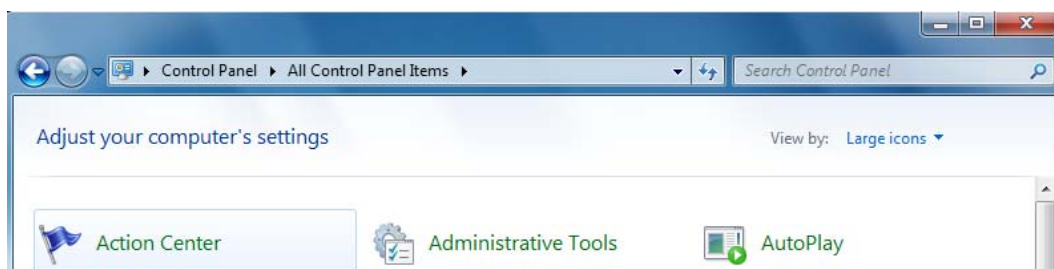 Control Panel All Control Panel Items Search Control Panel
Adjust your computer's settings View by: Large icons
Action Center Administrative Tools AutoPlay